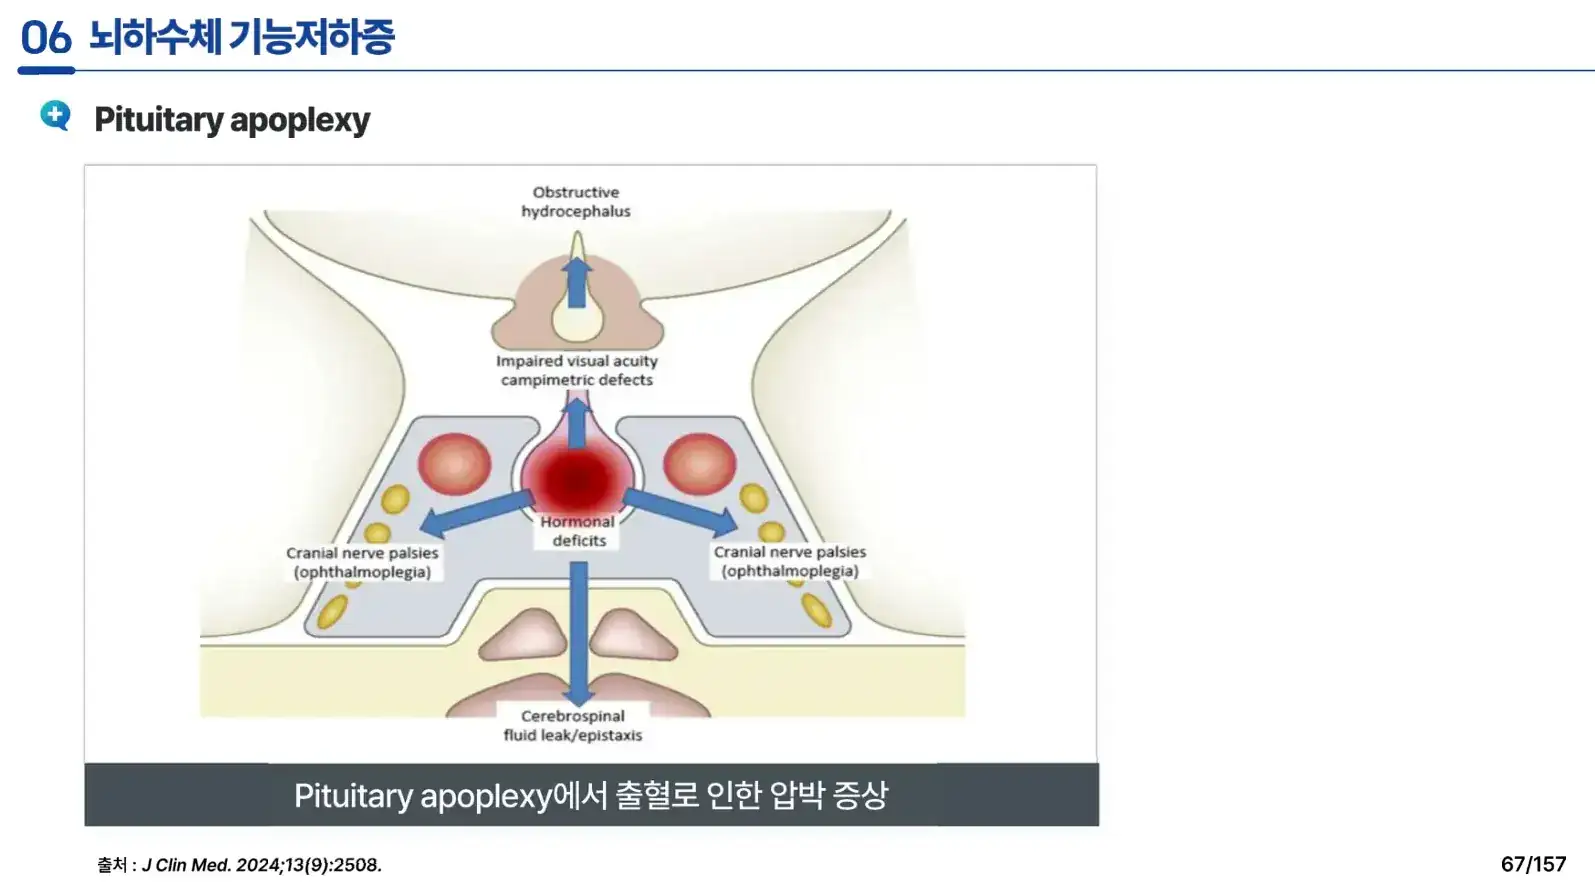 06 뇌하수체 기능저하증
Pituitary apoplexy
Obstructive
hydrocephalus
Impaired visual acuity
campimetric defects
Hormonal
deficits
Cranial nerve palsies
(ophthalmoplegia)
Cranial nerve palsies
(ophthalmoplegia)
Cerebrospinal
fluid leak/epistaxis
Pituitary apoplexy에서 출혈로 인한 압박 증상
출처 : J Clin Med. 2024;13(9):2508.
67/157